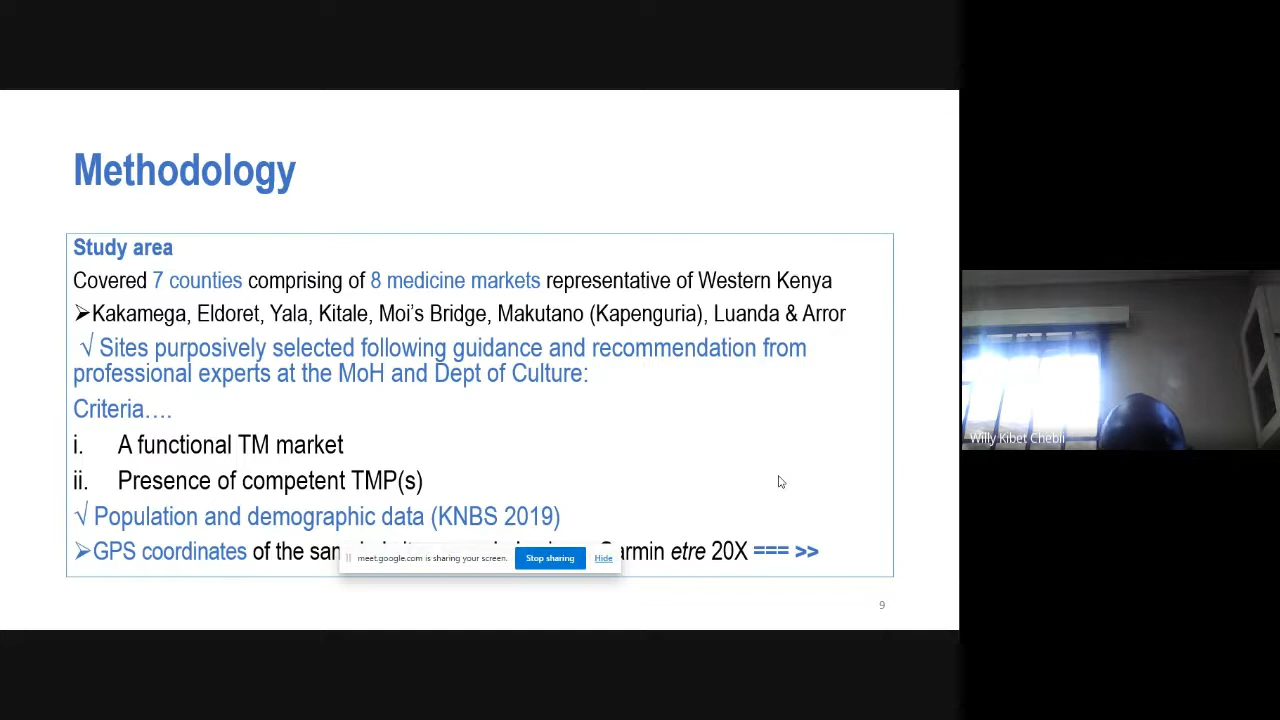 Methodology
Study area
Covered 7 counties comprising of 8 medicine markets representative of Western Kenya
➢Kakamega, Eldoret, Yala, Kitale, Moi's Bridge, Makutano (Kapenguria), Luanda & Arror
√ Sites purposively selected following guidance and recommendation from
professional experts at the MoH and Dept of Culture:
Criteria….
i. A functional TM market
ii. Presence of competent TMP(s)
√ Population and demographic data (KNBS 2019)
➢GPS coordinates of the Garmin etre 20X === >>
meet.google.com is sharing your screen. Stop sharing Hide
9
Willy Kibet Chebii